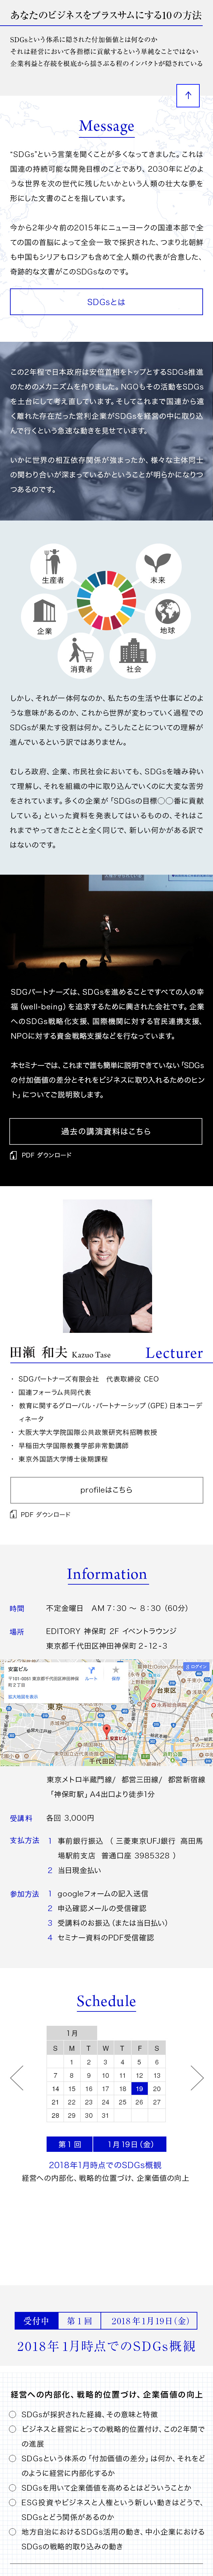 あなたのビジネスをプラスサムにする10の方法
SDGsという体系に隠された付加価値とは何なのか
それは経営において各指標に貢献するという単純なことではない
企業利益と存続を根底から揺さぶる程のインパクトが隠されている
Message
"SDGs"という言葉を聞くことが多くなってきました。これは
国連の持続可能な開発目標のことであり、2030年にどのよ
うな世界を次の世代に残したいかという人類の壮大な夢を
形にした文書のことを指しています。
今から2年少々前の2015年にニューヨークの国連本部で全
ての国の首脳によって全会一致で採択された、つまり北朝鮮
も中国もシリアもロシアも含めて全人類の代表が合意した、
奇跡的な文書がこのSDGsなのです。
SDGsとは
この2年程で日本政府は安倍首相をトップとするSDGs推進
のためのメカニズムを作りました。NGOもその活動をSDGs
を土台にして考え直しています。そしてこれまで国連から遠
く離れた存在だった営利企業がSDGsを経営の中に取り込
んで行くという急速な動きを見せています。
いかに世界の相互依存関係が強まったか、様々な主体同士
の関わり合いが深まっているかということが明らかになりつ
つあるのです。
生産者
未来
企業
地球
消費者
社会
しかし、それが一体何なのか、私たちの生活や仕事にどのよ
うな意味があるのか、これから世界が変わっていく過程での
SDGsが果たす役割は何か。こうしたことについての理解が
進んでいるという訳ではありません。
むしろ政府、企業、市民社会においても、SDGsを噛み砕い
て理解し、それを組織の中に取り込んでいくのに大変な苦労
をされています。多くの企業が「SDGsの目標○○番に貢献
している」といった資料を発表してはいるものの、それはこ
れまでやってきたことと全く同じで、新しい何かがある訳で
はないのです。
SDGパートナーズは、SDGsを進めることですべての人の幸
福（well-being）を追求するために興された会社です。企業
へのSDGs戦略化支援、国際機関に対する官民連携支援、
NPOに対する資金戦略支援などを行なっています。
本セミナーでは、これまで誰も簡単に説明できていない「SDGs
の付加価値の差分とそれをビジネスに取り入れるためのヒン
ト」についてご説明致します。
過去の講演資料はこちら
PDF ダウンロード
田瀬 和夫 Kazuo Tase
Lecturer
・ SDGパートナーズ有限会社 代表取締役 CEO
・ 国連フォーラム共同代表
・ 教育に関するグローバル・パートナーシップ（GPE）日本コーデ
ィネータ
・ 大阪大学大学院国際公共政策研究科招聘教授
・ 早稲田大学国際教養学部非常勤講師
・ 東京外国語大学博士後期課程
profileはこちら
PDF ダウンロード
Information
時間 不定金曜日 AM 7：30 〜 8：30 （60分）
場所 EDITORY 神保町 2F イベントラウンジ
東京都千代田区神田神保町2-12-3
安富ビル
〒101-0051 東京都千代田区神田神保
町2丁目
ルート
保存
拡大地図を表示
ログイン
東京
台東区
安富ビル
千代田区
東京メトロ半蔵門線/ 都営三田線/ 都営新宿線
「神保町駅」A4出口より徒歩1分
受講料 各回 3,000円
支払方法 1 事前銀行振込 （ 三菱東京UFJ銀行 高田馬
場駅前支店 普通口座 3985328 ）
2 当日現金払い
参加方法 1 googleフォームの記入送信
2 申込確認メールの受信確認
3 受講料のお振込（または当日払い）
4 セミナー資料のPDF受信確認
Schedule
1月
S M T W T F S
1 2 3 4 5 6
7 8 9 10 11 12 13
14 15 16 17 18 19 20
21 22 23 24 25 26 27
28 29 30 31
第1回 1月19日（金）
2018年1月時点でのSDGs概観
経営への内部化、戦略的位置づけ、企業価値の向上
受付中 第1回 2018年1月19日（金）
2018年1月時点でのSDGs概観
経営への内部化、戦略的位置づけ、企業価値の向上
○ SDGsが採択された経緯、その意味と特徴
○ ビジネスと経営にとっての戦略的位置付け、この2年間で
の進展
○ SDGsという体系の「付加価値の差分」は何か、それをど
のように経営に内部化するか
○ SDGsを用いて企業価値を高めるとはどういうことか
○ ESG投資やビジネスと人権という新しい動きはどうで、
SDGsとどう関係があるのか
○ 地方自治におけるSDGs活用の動き、中小企業における
SDGsの戦略的取り込みの動き